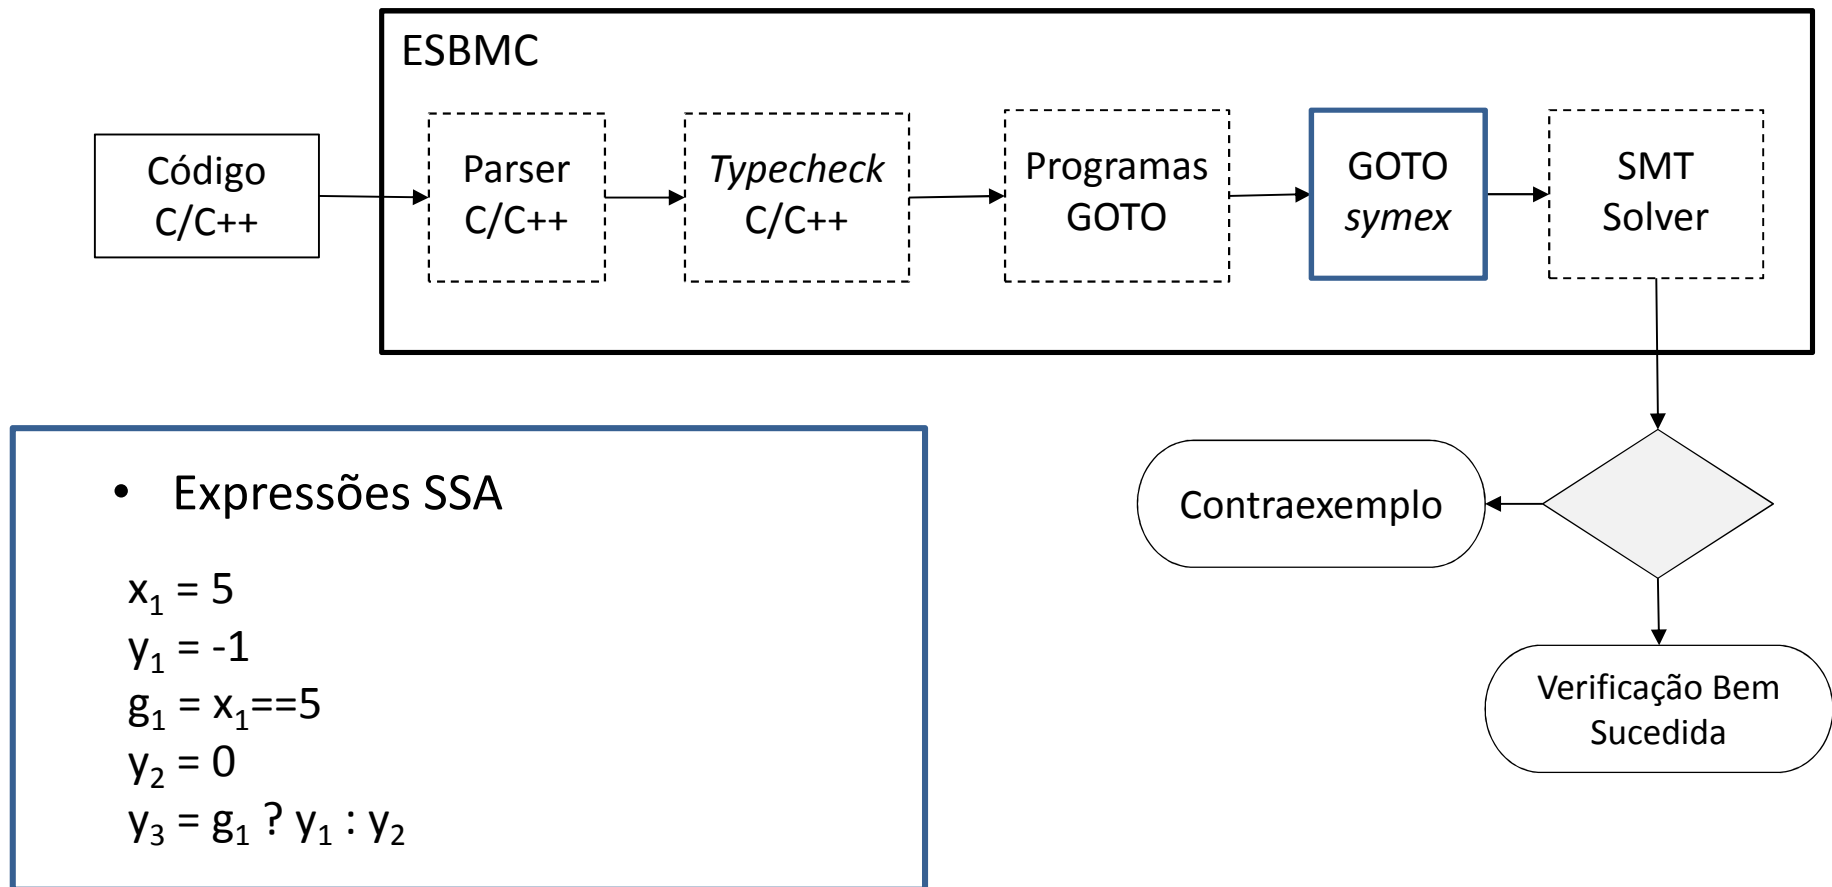 ESBMC
Código
C/C++
Parser
C/C++
Typecheck
C/C++
Programas
GOTO
GOTO
symex
SMT
Solver
• Expressões SSA
x₁ = 5
y₁ = -1
g₁ = x₁==5
y₂ = 0
y₃ = g₁ ? y₁ : y₂
Contraexemplo
Verificação Bem
Sucedida